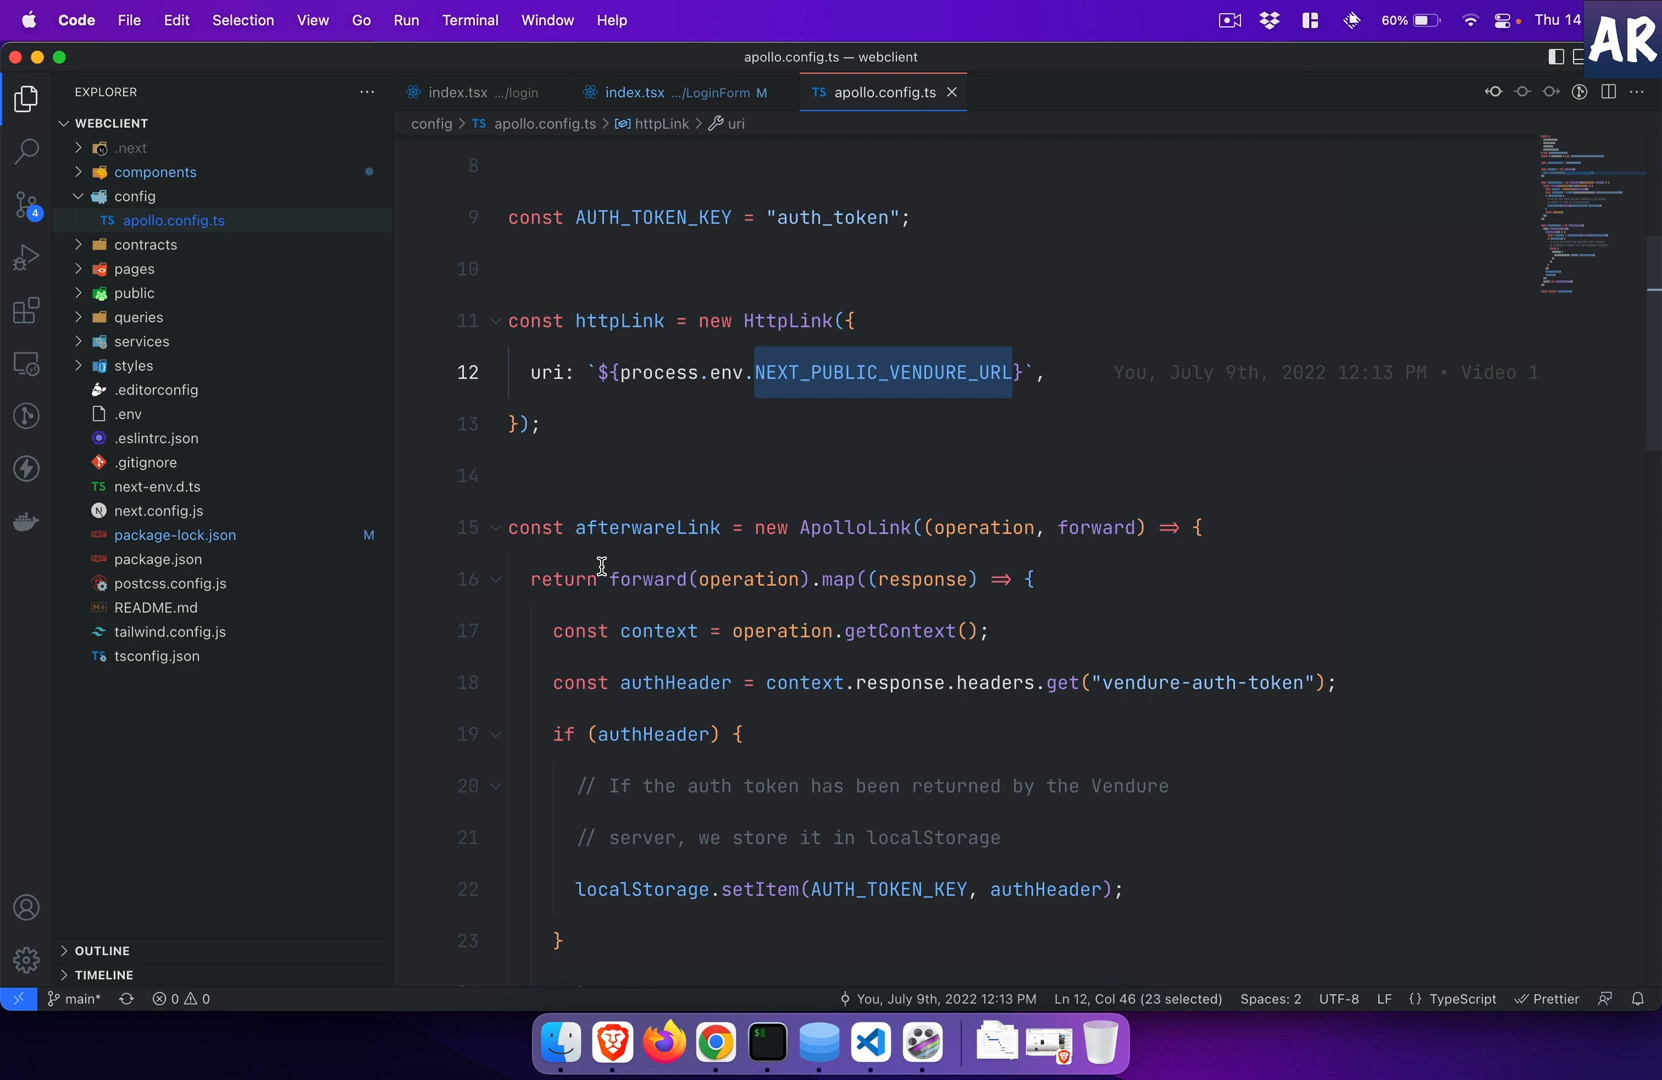 Code File Edit Selection View Go Run Terminal Window Help 60% Thu 14
AR
apollo.config.ts — webclient
EXPLORER
index.tsx .../login
index.tsx .../LoginForm M
TS apollo.config.ts
config > TS apollo.config.ts > httpLink > uri
WEBCLIENT
.next
components
config
TS apollo.config.ts
contracts
pages
public
queries
services
styles
.editorconfig
.env
.eslintrc.json
.gitignore
TS next-env.d.ts
next.config.js
package-lock.json M
package.json
postcss.config.js
README.md
tailwind.config.js
tsconfig.json
OUTLINE
TIMELINE
4
8
9 const AUTH_TOKEN_KEY = "auth_token";
10
11 const httpLink = new HttpLink({
12 uri: `${process.env.NEXT_PUBLIC_VENDURE_URL}`, You, July 9th, 2022 12:13 PM • Video 1
13 });
14
15 const afterwareLink = new ApolloLink((operation, forward) => {
16 return forward(operation).map((response) => {
17 const context = operation.getContext();
18 const authHeader = context.response.headers.get("vendure-auth-token");
19 if (authHeader) {
20 // If the auth token has been returned by the Vendure
21 // server, we store it in localStorage
22 localStorage.setItem(AUTH_TOKEN_KEY, authHeader);
23 }
main* 0 0 You, July 9th, 2022 12:13 PM Ln 12, Col 46 (23 selected) Spaces: 2 UTF-8 LF {} TypeScript Prettier